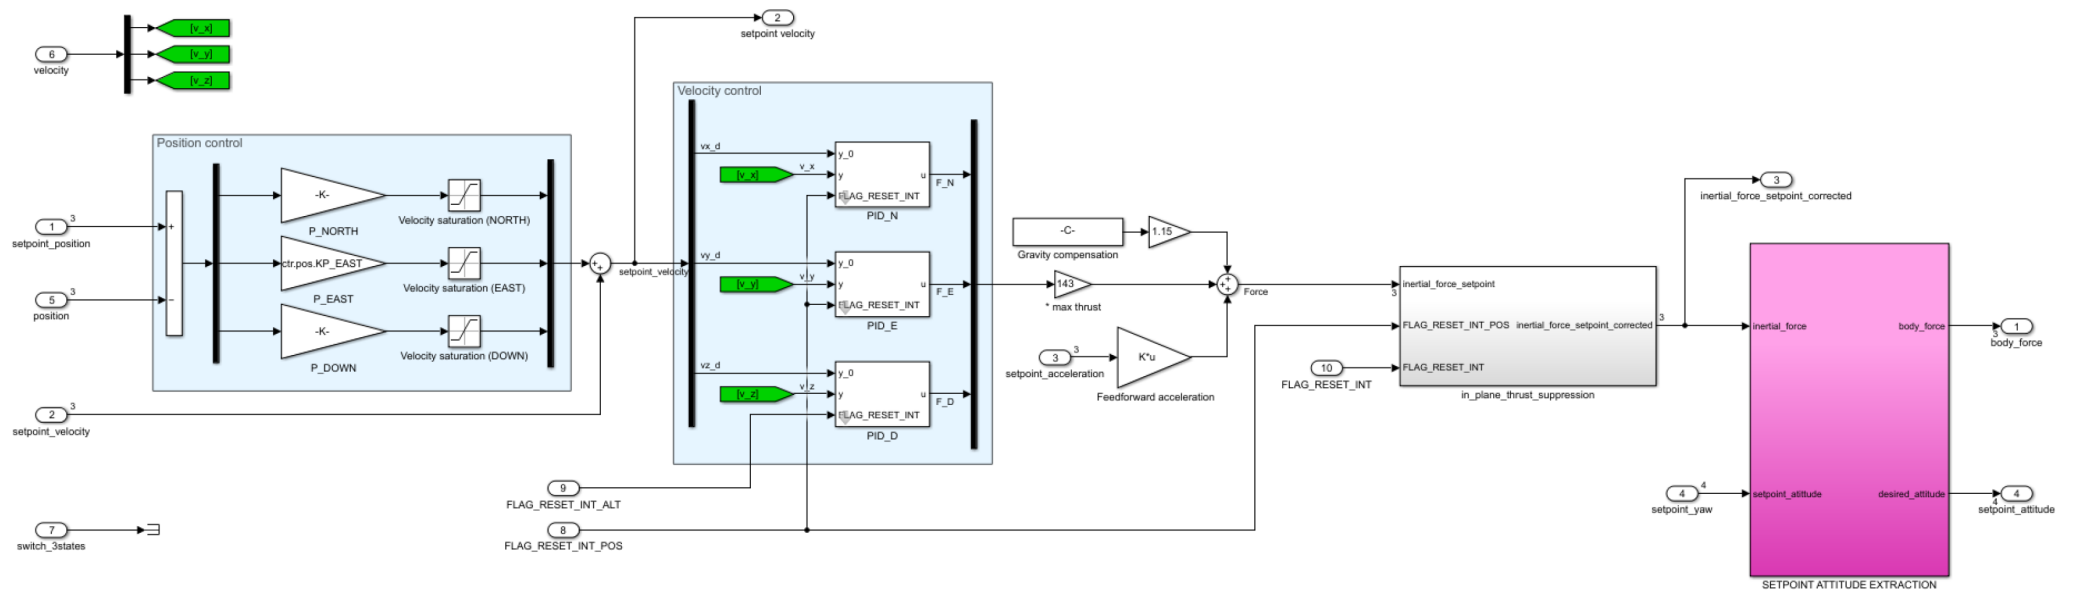 2
setpoint velocity
[v_x]
6
[v_y]
velocity
[v_z]
Position control
-K-
Velocity saturation (NORTH)
P_NORTH
3
1
+
setpoint_position
ctr.pos.KP_EAST
Velocity saturation (EAST)
P_EAST
3
5
−
position
-K-
Velocity saturation (DOWN)
P_DOWN
3
2
setpoint_velocity
7
switch_3states
+
+
setpoint_velocity
Velocity control
vx_d
y_0
[v_x]
v_x
y
u
F_N
FLAG_RESET_INT
PID_N
vy_d
y_0
[v_y]
v_y
y
u
F_E
FLAG_RESET_INT
PID_E
vz_d
y_0
[v_z]
v_z
y
u
F_D
FLAG_RESET_INT
PID_D
9
FLAG_RESET_INT_ALT
8
FLAG_RESET_INT_POS
-C-
1.15
Gravity compensation
143
* max thrust
+
+
+
Force
3
3
setpoint_acceleration
K*u
Feedforward acceleration
3
inertial_force_setpoint
FLAG_RESET_INT_POS
inertial_force_setpoint_corrected
3
FLAG_RESET_INT
10
FLAG_RESET_INT
in_plane_thrust_suppression
3
inertial_force_setpoint_corrected
inertial_force
body_force
3
1
body_force
4
4
setpoint_yaw
setpoint_atitude
desired_attitude
4
4
setpoint_attitude
SETPOINT ATTITUDE EXTRACTION